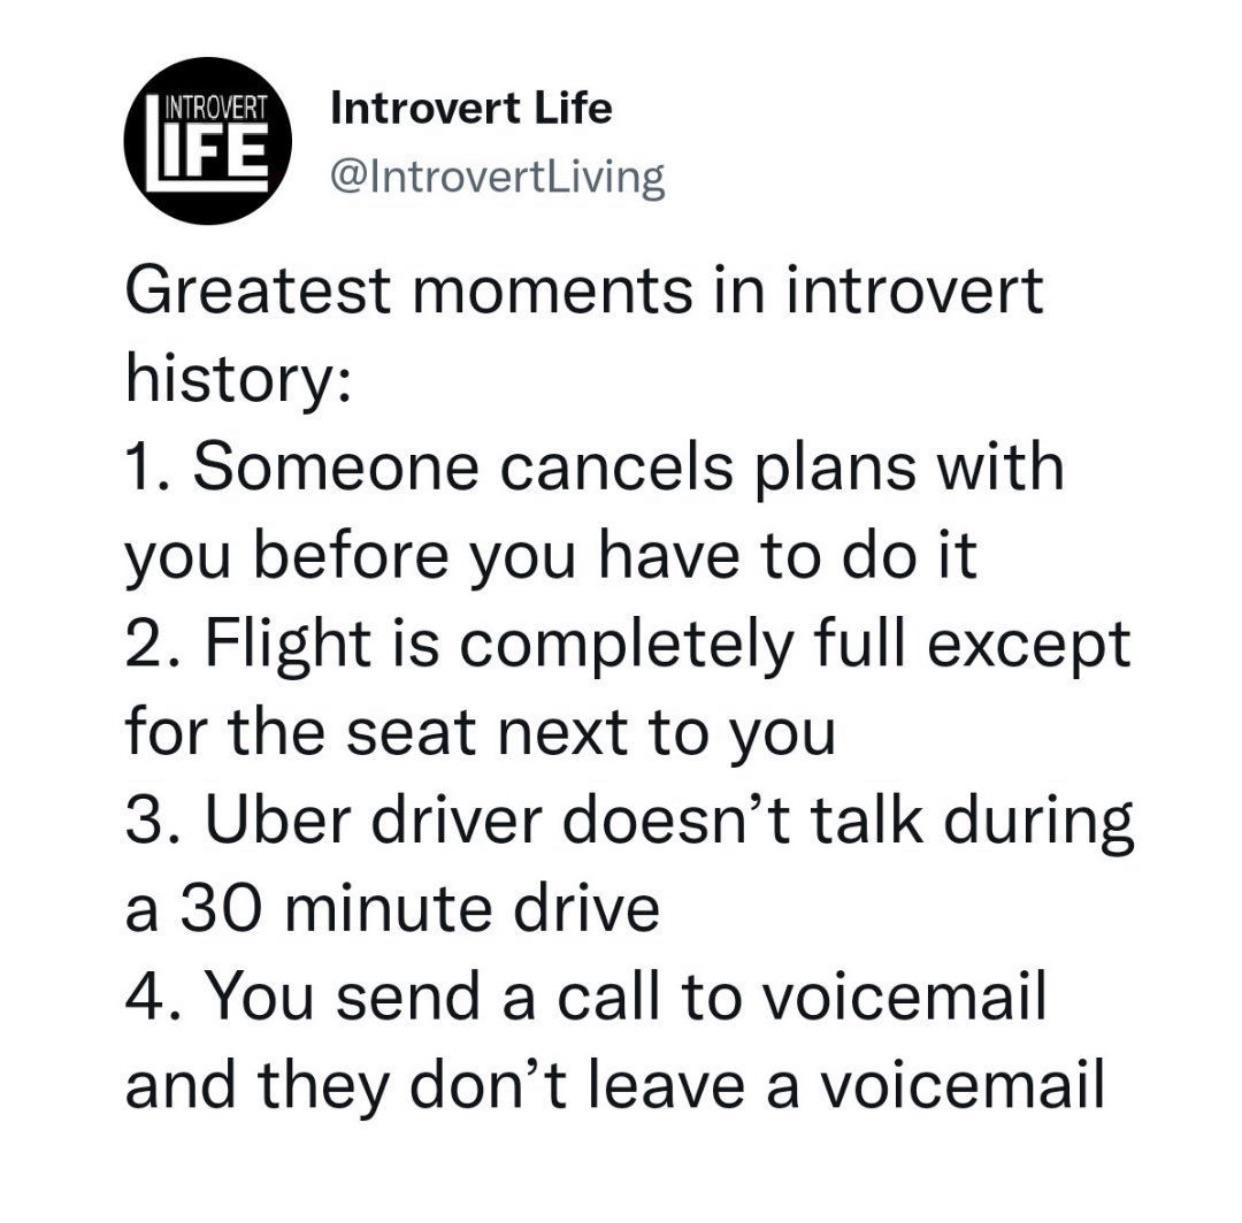 INTROVERT
LIFE
Introvert Life
@IntrovertLiving
Greatest moments in introvert
history:
1. Someone cancels plans with
you before you have to do it
2. Flight is completely full except
for the seat next to you
3. Uber driver doesn’t talk during
a 30 minute drive
4. You send a call to voicemail
and they don’t leave a voicemail